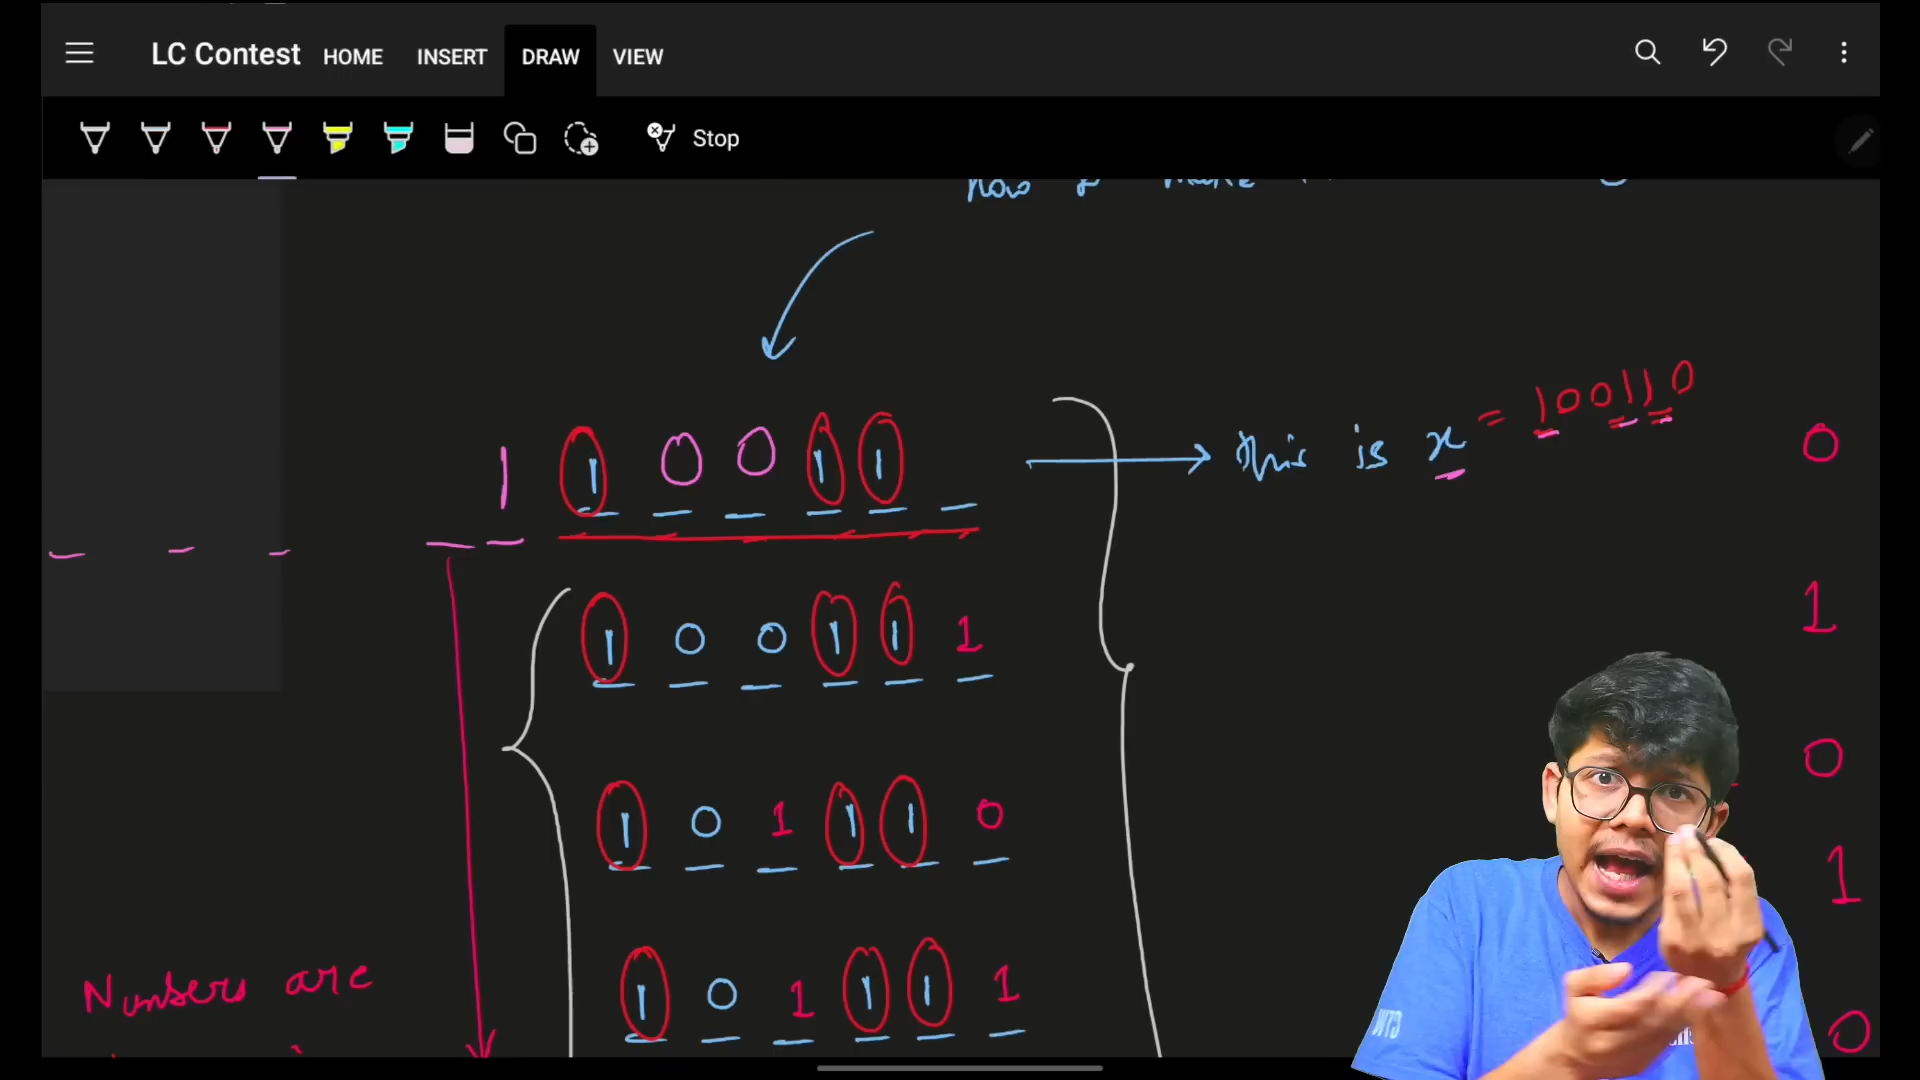 LC Contest HOME INSERT DRAW VIEW
Stop
how
1 1 0 0 1 1
this is x = 100110
0
1 0 0 1 1 1
1
1 0 1 1 1 0
0
1
1 0 1 1 1 1
0
Numbers are